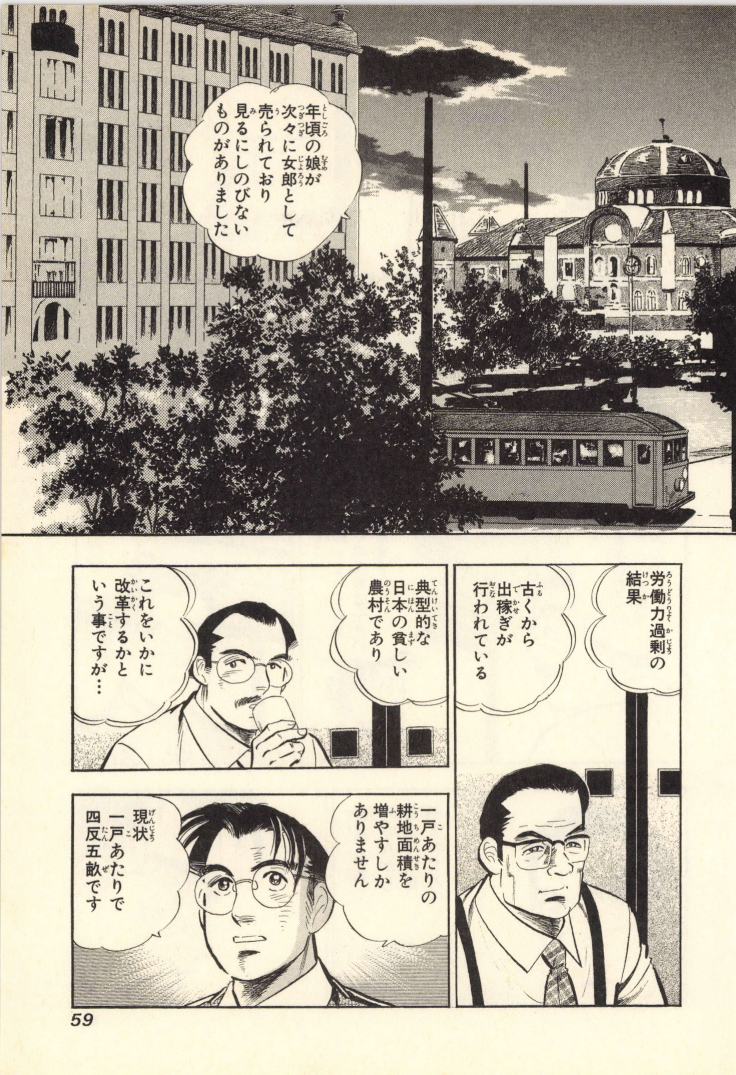 年頃の娘が
次々に女郎として
売られており
見るにしのびない
ものがありました
労働力過剰の
結果
古くから
出稼ぎが
行われている
典型的な
日本の貧しい
農村であり
これをいかに
改革するかと
いう事ですが…
一戸あたりの
耕地面積を
増やすしか
ありません
現状
一戸あたりで
四反五畝です
59